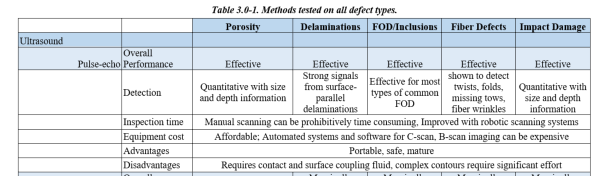 Table 3.0-1. Methods tested on all defect types.
Porosity Delaminations FOD/Inclusions Fiber Defects Impact Damage
Ultrasound
Pulse-echo Overall Performance Effective Effective Effective Effective Effective
Detection Quantitative with size and depth information Strong signals from surface-parallel delaminations Effective for most types of common FOD shown to detect twists, folds, missing tows, fiber wrinkles Quantitative with size and depth information
Inspection time Manual scanning can be prohibitively time consuming, Improved with robotic scanning systems
Equipment cost Affordable; Automated systems and software for C-scan, B-scan imaging can be expensive
Advantages Portable, safe, mature
Disadvantages Requires contact and surface coupling fluid, complex contours require significant effort